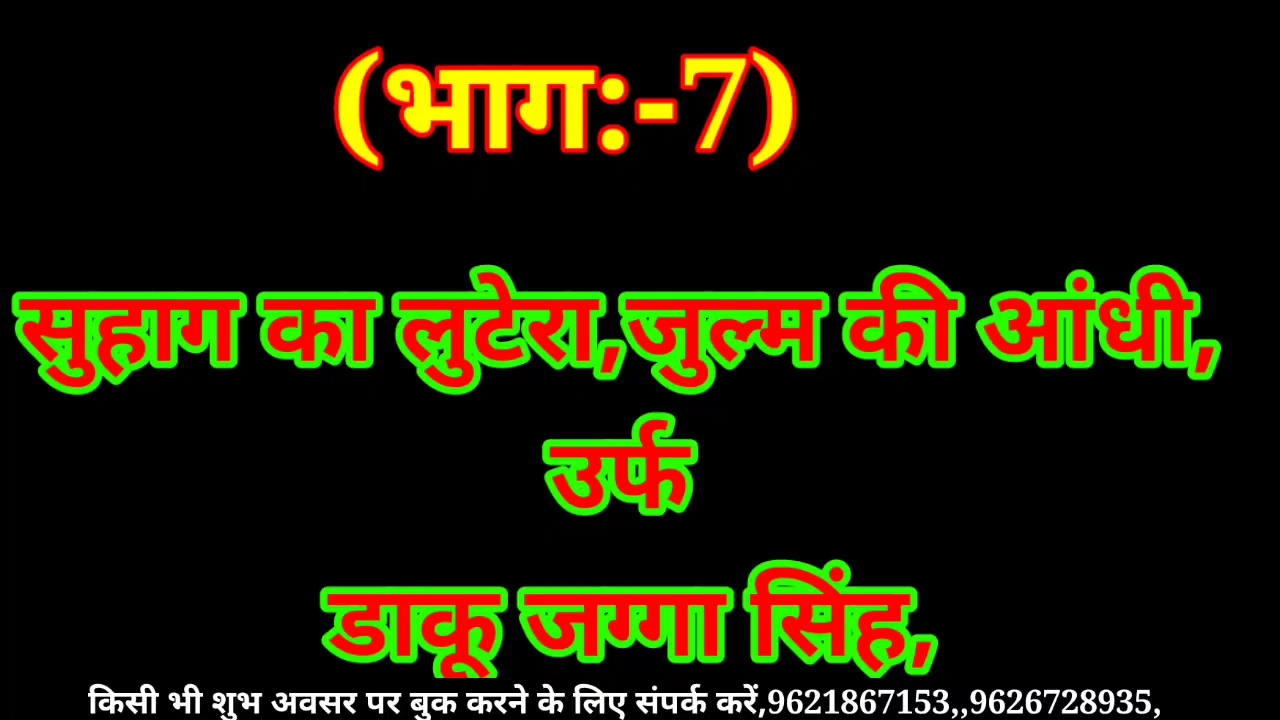 (भाग:-7)
सुहाग का लुटेरा,जुल्म की आंधी,
उर्फ
डाकू जग्गा सिंह,
किसी भी शुभ अवसर पर बुक करने के लिए संपर्क करें,9621867153,,9626728935,